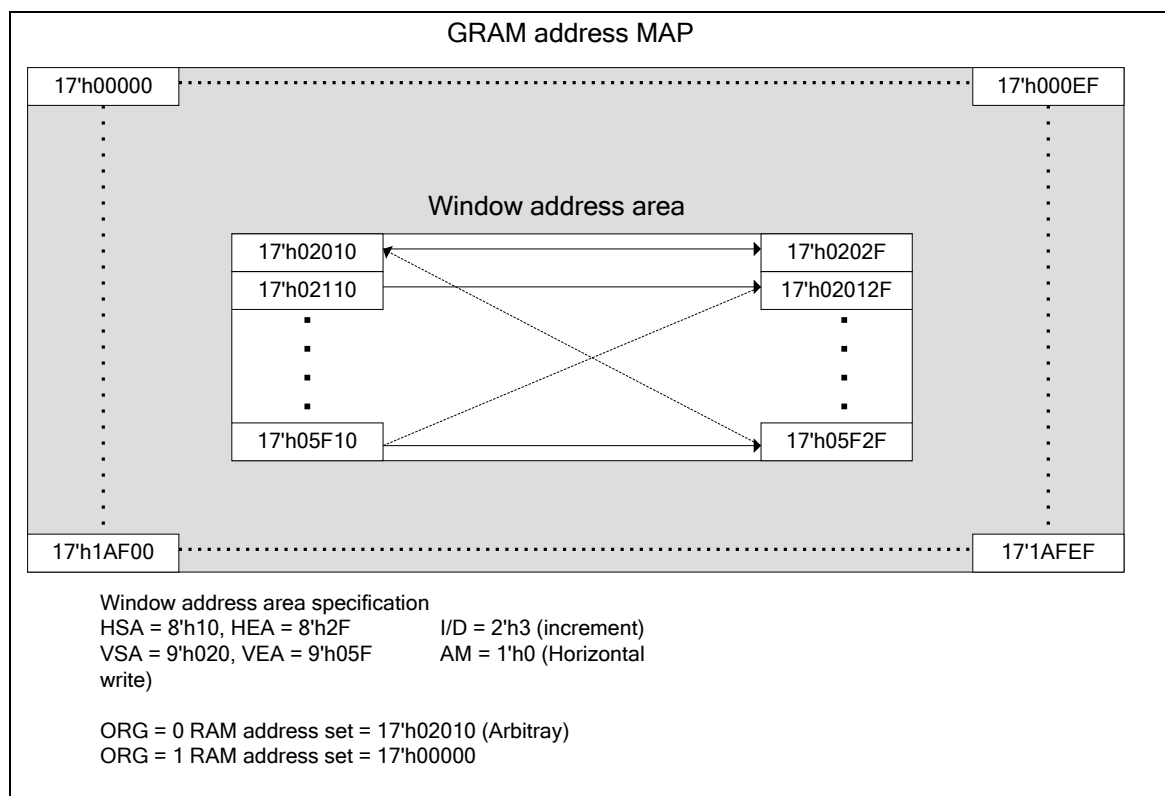 GRAM address MAP
17'h00000
17'h000EF
Window address area
17'h02010
17'h0202F
17'h02110
17'h02012F
17'h05F10
17'h05F2F
17'h1AF00
17'1AFEF
Window address area specification
HSA = 8'h10, HEA = 8'h2F I/D = 2'h3 (increment)
VSA = 9'h020, VEA = 9'h05F AM = 1'h0 (Horizontal
write)
ORG = 0 RAM address set = 17'h02010 (Arbitray)
ORG = 1 RAM address set = 17'h00000